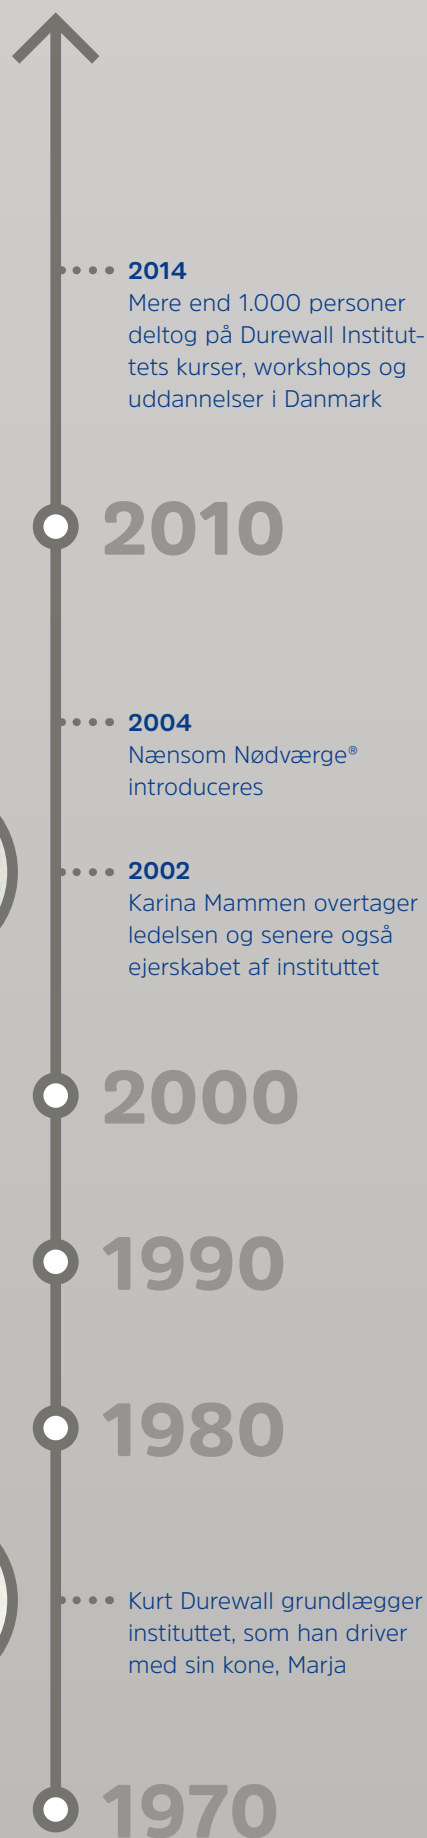 2014
Mere end 1.000 personer
deltog på Durewall Institut-
tets kurser, workshops og
uddannelser i Danmark
2010
2004
Nænsom Nødværge®
introduceres
2002
Karina Mammen overtager
ledelsen og senere også
ejerskabet af instituttet
2000
1990
1980
Kurt Durewall grundlægger
instituttet, som han driver
med sin kone, Marja
1970